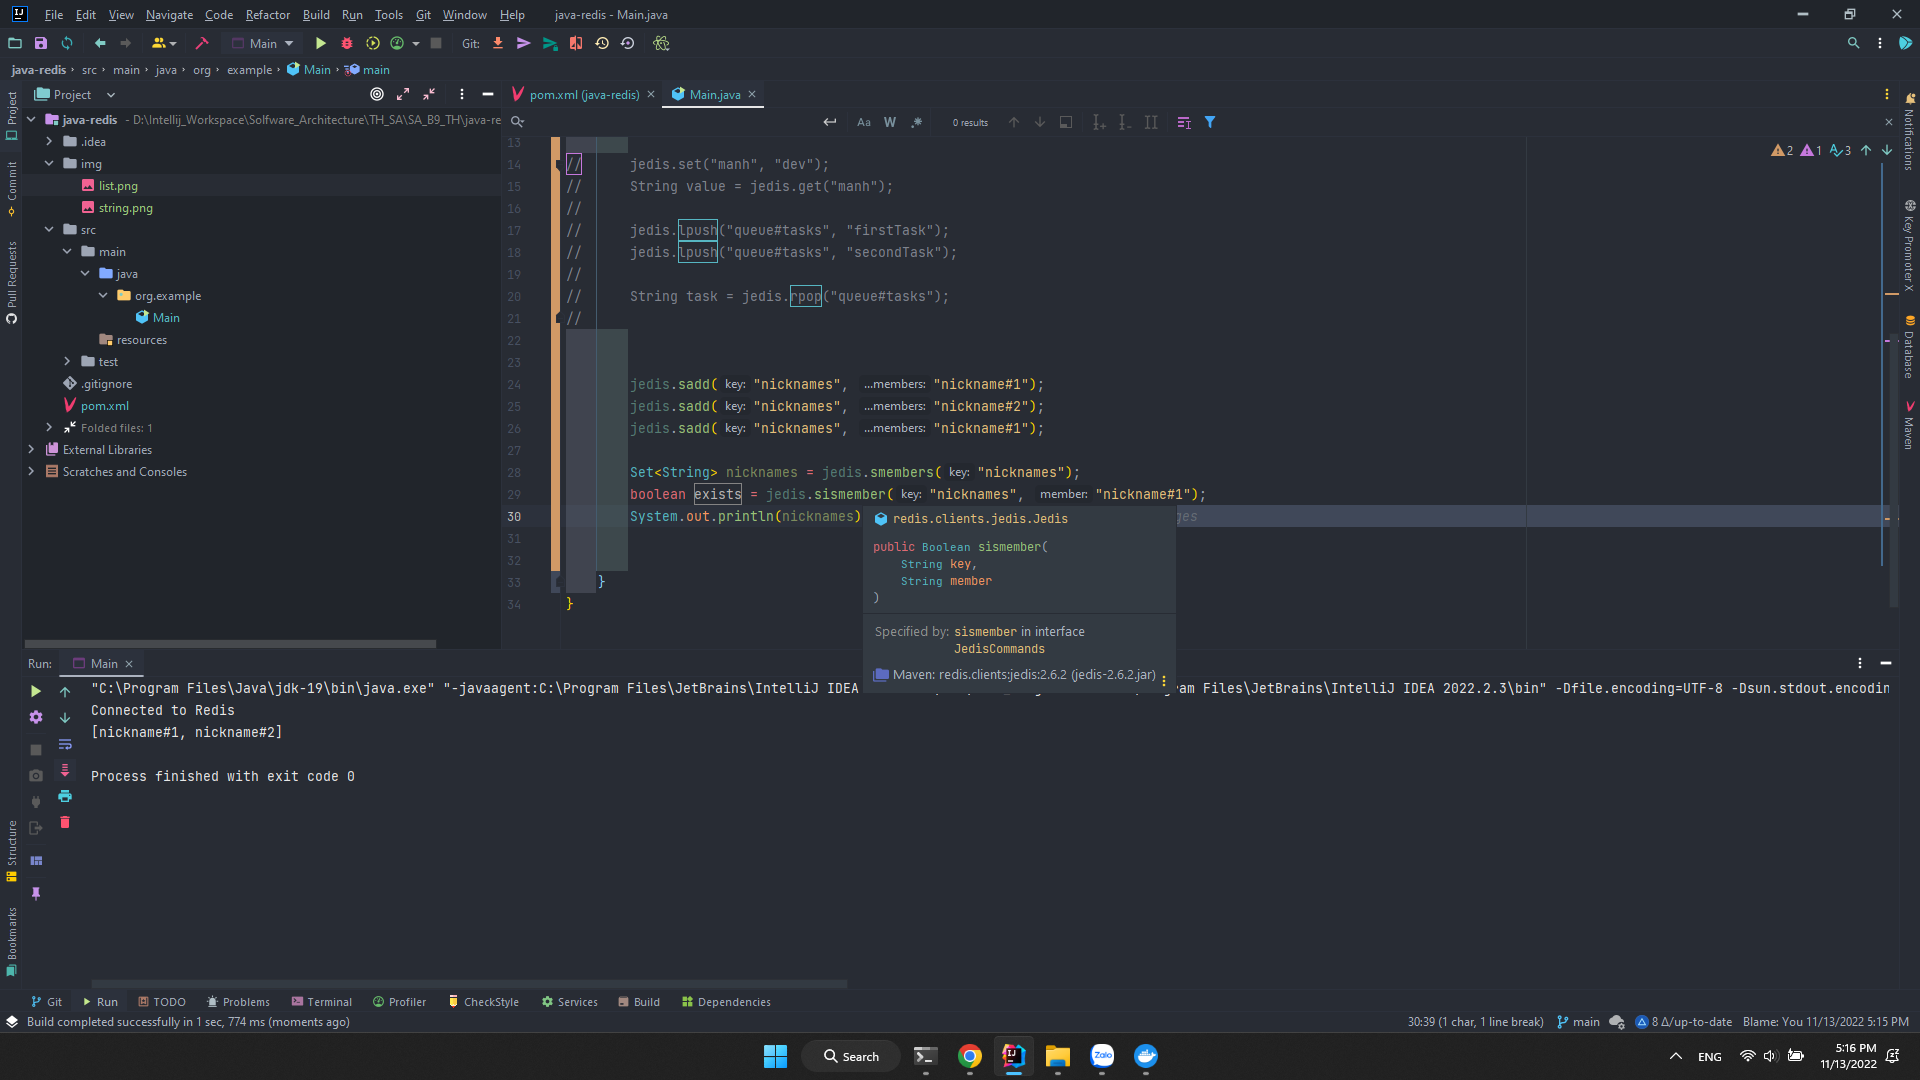 File Edit View Navigate Code Refactor Build Run Tools Git Window Help java-redis - Main.java
Main Git:
java-redis › src › main › java › org › example › Main › main
Project
pom.xml (java-redis) Main.java
java-redis - D:\Intellij_Workspace\Solfware_Architecture\TH_SA\SA_B9_TH\java-re
.idea
img
list.png
string.png
src
main
java
org.example
Main
resources
test
.gitignore
pom.xml
Folded files: 1
External Libraries
Scratches and Consoles
Project
Commit
Pull Requests
Structure
Bookmarks
Aa W .* 0 results
2 1 3
13
14 // jedis.set("manh", "dev");
15 // String value = jedis.get("manh");
16 //
17 // jedis.lpush("queue#tasks", "firstTask");
18 // jedis.lpush("queue#tasks", "secondTask");
19 //
20 // String task = jedis.rpop("queue#tasks");
21 //
22
23
24 jedis.sadd( key: "nicknames", ...members: "nickname#1");
25 jedis.sadd( key: "nicknames", ...members: "nickname#2");
26 jedis.sadd( key: "nicknames", ...members: "nickname#1");
27
28 Set<String> nicknames = jedis.smembers( key: "nicknames");
29 boolean exists = jedis.sismember( key: "nicknames", member: "nickname#1");
30 System.out.println(nicknames)
31
32
33 }
34 }
redis.clients.jedis.Jedis
public Boolean sismember(
String key,
String member
)
Specified by: sismember in interface
JedisCommands
Maven: redis.clients:jedis:2.6.2 (jedis-2.6.2.jar)
Notifications
Key Promoter X
Database
Maven
Run: Main
"C:\Program Files\Java\jdk-19\bin\java.exe" "-javaagent:C:\Program Files\JetBrains\IntelliJ IDEA gram Files\JetBrains\IntelliJ IDEA 2022.2.3\bin" -Dfile.encoding=UTF-8 -Dsun.stdout.encodin
Connected to Redis
[nickname#1, nickname#2]
Process finished with exit code 0
Git Run TODO Problems Terminal Profiler CheckStyle Services Build Dependencies
Build completed successfully in 1 sec, 774 ms (moments ago) 30:39 (1 char, 1 line break) main 8 Δ/up-to-date Blame: You 11/13/2022 5:15 PM
Search Zalo ENG 5:16 PM
11/13/2022